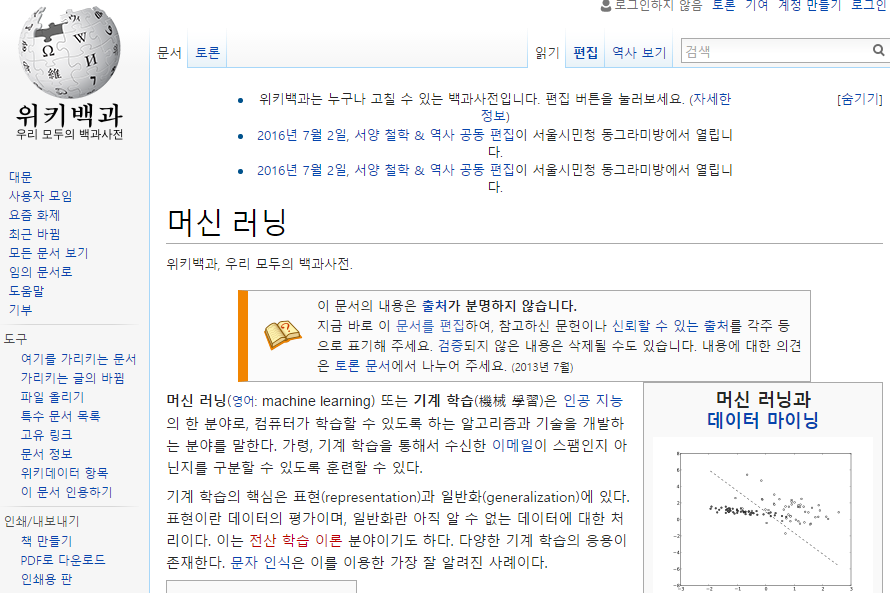 로그인하지 않음 토론 기여 계정 만들기 로그인
위키백과
우리 모두의 백과사전
문서 토론 읽기 편집 역사 보기 검색
위키백과는 누구나 고칠 수 있는 백과사전입니다. 편집 버튼을 눌러보세요. (자세한
정보)
[숨기기]
2016년 7월 2일, 서양 철학 & 역사 공동 편집이 서울시민청 동그라미방에서 열립니
다.
2016년 7월 2일, 서양 철학 & 역사 공동 편집이 서울시민청 동그라미방에서 열립니
다.
대문
사용자 모임
요즘 화제
최근 바뀜
모든 문서 보기
임의 문서로
도움말
기부
도구
여기를 가리키는 문서
가리키는 글의 바뀜
파일 올리기
특수 문서 목록
고유 링크
문서 정보
위키데이터 항목
이 문서 인용하기
인쇄/내보내기
책 만들기
PDF로 다운로드
인쇄용 판
머신 러닝
위키백과, 우리 모두의 백과사전.
이 문서의 내용은 출처가 분명하지 않습니다.
지금 바로 이 문서를 편집하여, 참고하신 문헌이나 신뢰할 수 있는 출처를 각주 등
으로 표기해 주세요. 검증되지 않은 내용은 삭제될 수도 있습니다. 내용에 대한 의견
은 토론 문서에서 나누어 주세요. (2013년 7월)
머신 러닝(영어: machine learning) 또는 기계 학습(機械 學習)은 인공 지능
의 한 분야로, 컴퓨터가 학습할 수 있도록 하는 알고리즘과 기술을 개발하
는 분야를 말한다. 가령, 기계 학습을 통해서 수신한 이메일이 스팸인지 아
닌지를 구분할 수 있도록 훈련할 수 있다.
기계 학습의 핵심은 표현(representation)과 일반화(generalization)에 있다.
표현이란 데이터의 평가이며, 일반화란 아직 알 수 없는 데이터에 대한 처
리이다. 이는 전산 학습 이론 분야이기도 하다. 다양한 기계 학습의 응용이
존재한다. 문자 인식은 이를 이용한 가장 잘 알려진 사례이다.
머신 러닝과
데이터 마이닝
8
6
4
2
0
-2
-4
-6
-8
-3 -2 -1 0 1 2 3